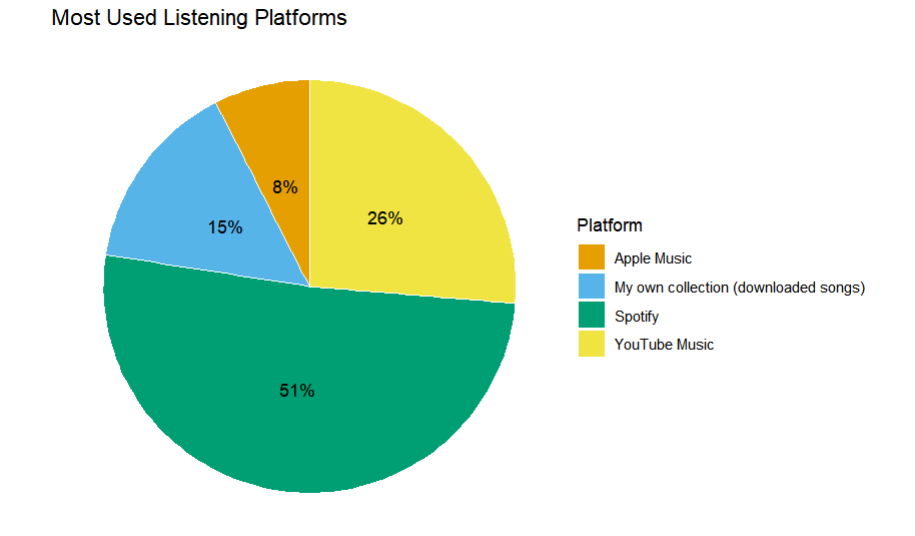 Most Used Listening Platforms
8%
26%
15%
51%
Platform
Apple Music
My own collection (downloaded songs)
Spotify
YouTube Music